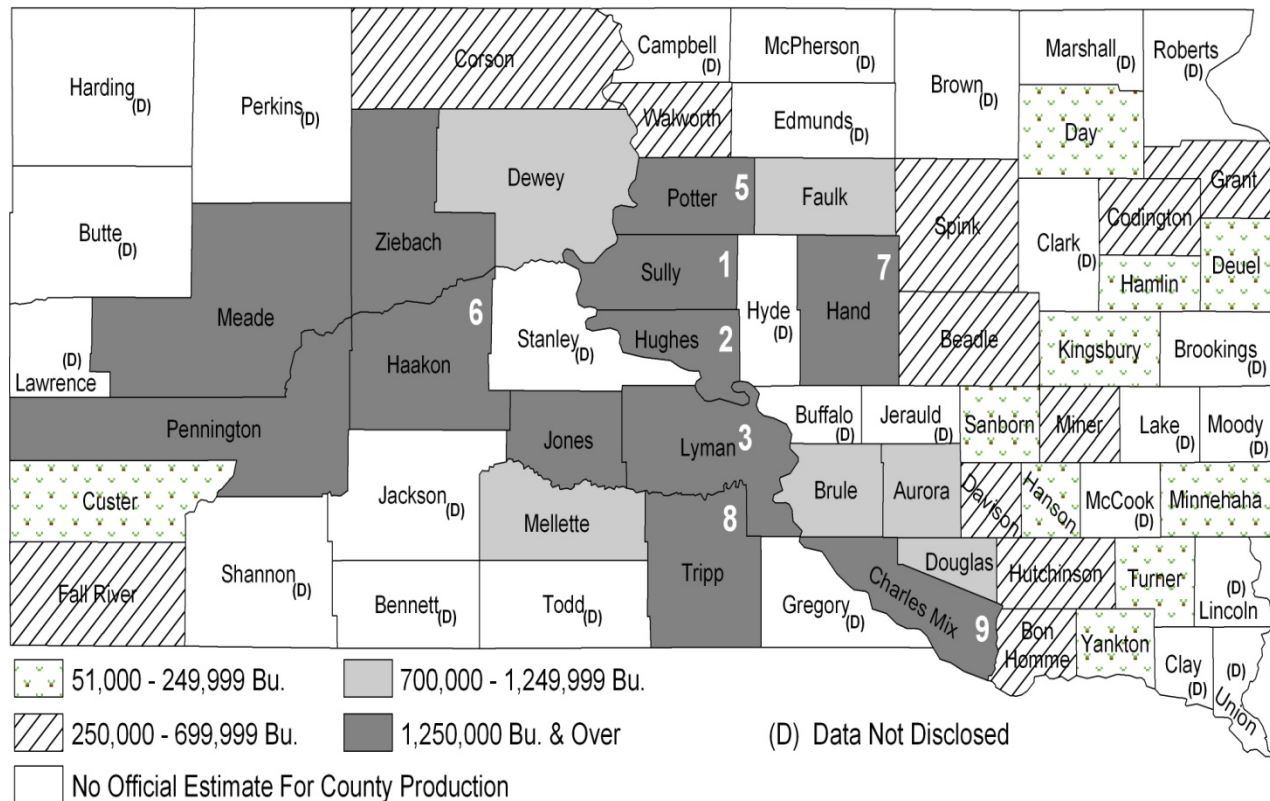 Harding
(D)
Perkins
(D)
Corson
Campbell
(D)
McPherson
(D)
Brown
(D)
Marshall
(D)
Roberts
(D)
Walworth
Edmunds
(D)
Day
Grant
Butte
(D)
Dewey
Potter
5
Faulk
Spink
Clark
(D)
Codington
Deuel
Hamlin
Ziebach
Meade
Sully
1
Hyde
(D)
7
Hand
6
Haakon
Stanley
(D)
Hughes
2
Beadle
Kingsbury
Brookings
(D)
(D)
Lawrence
Pennington
Jones
Lyman
3
Buffalo
(D)
Jerauld
(D)
Sanborn
Miner
Lake
(D)
Moody
(D)
Custer
Jackson
(D)
Mellette
8
Tripp
Brule
Aurora
Davison
Hanson
McCook
(D)
Minnehaha
Fall River
Shannon
(D)
Bennett
(D)
Todd
(D)
Gregory
(D)
Charles Mix
9
Douglas
Hutchinson
Turner
(D)
Lincoln
Bon
Homme
Yankton
Clay
(D)
(D)
Union
51,000 - 249,999 Bu.
700,000 - 1,249,999 Bu.
250,000 - 699,999 Bu.
1,250,000 Bu. & Over
(D) Data Not Disclosed
No Official Estimate For County Production